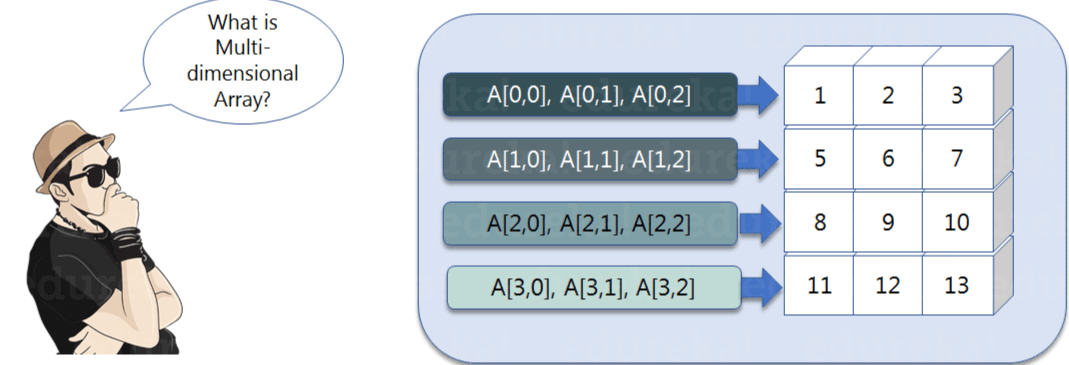 What is
Multi-
dimensional
Array?
A[0,0], A[0,1], A[0,2]
1 2 3
A[1,0], A[1,1], A[1,2]
5 6 7
A[2,0], A[2,1], A[2,2]
8 9 10
A[3,0], A[3,1], A[3,2]
11 12 13